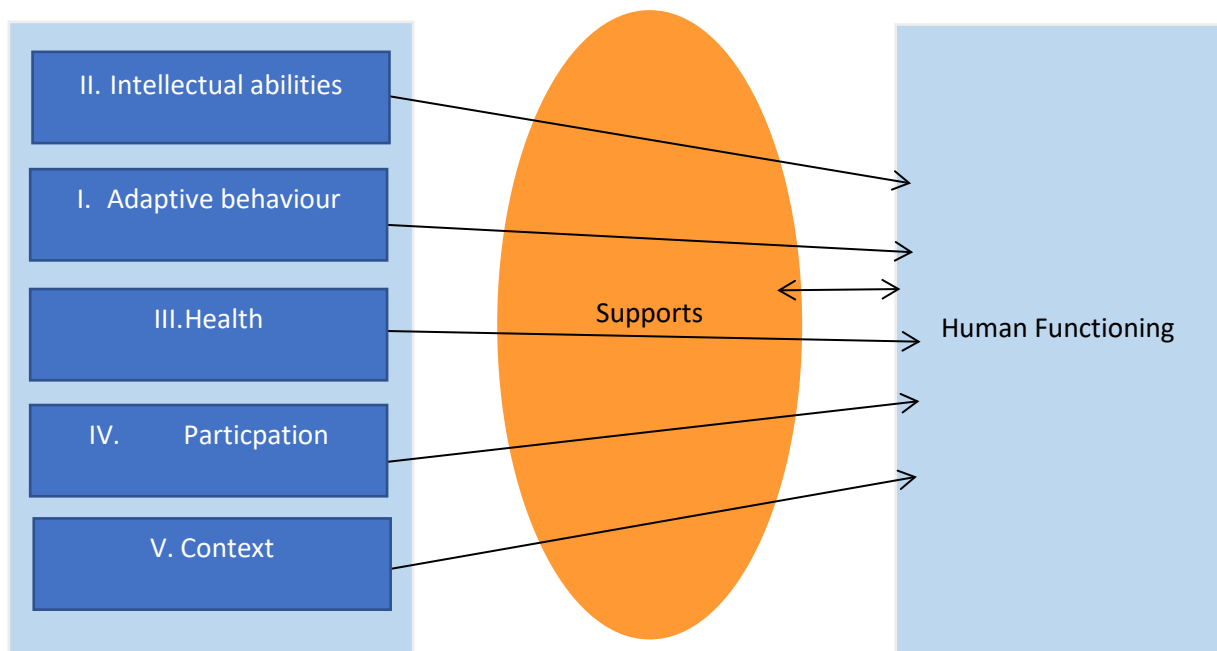 II. Intellectual abilities
I. Adaptive behaviour
III.Health
IV. Particpation
V. Context
Supports
Human Functioning